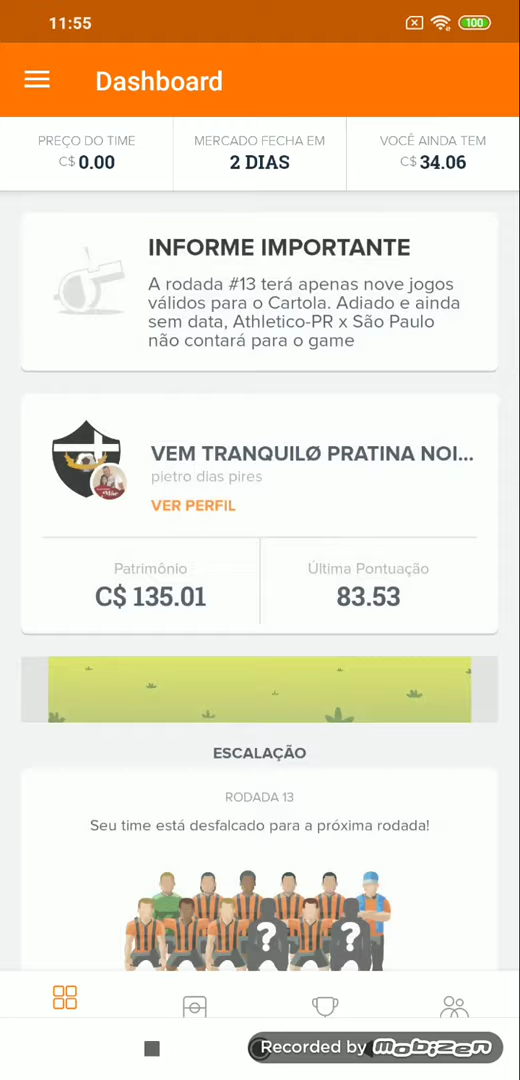 11:55
100
Dashboard
PREÇO DO TIME
C$ 0.00
MERCADO FECHA EM
2 DIAS
VOCÊ AINDA TEM
C$ 34.06
INFORME IMPORTANTE
A rodada #13 terá apenas nove jogos
válidos para o Cartola. Adiado e ainda
sem data, Athletico-PR x São Paulo
não contará para o game
VEM TRANQUILØ PRATINA NOI...
pietro dias pires
VER PERFIL
Patrimônio
C$ 135.01
Última Pontuação
83.53
ESCALAÇÃO
RODADA 13
Seu time está desfalcado para a próxima rodada!
? ?
Recorded by mobizen